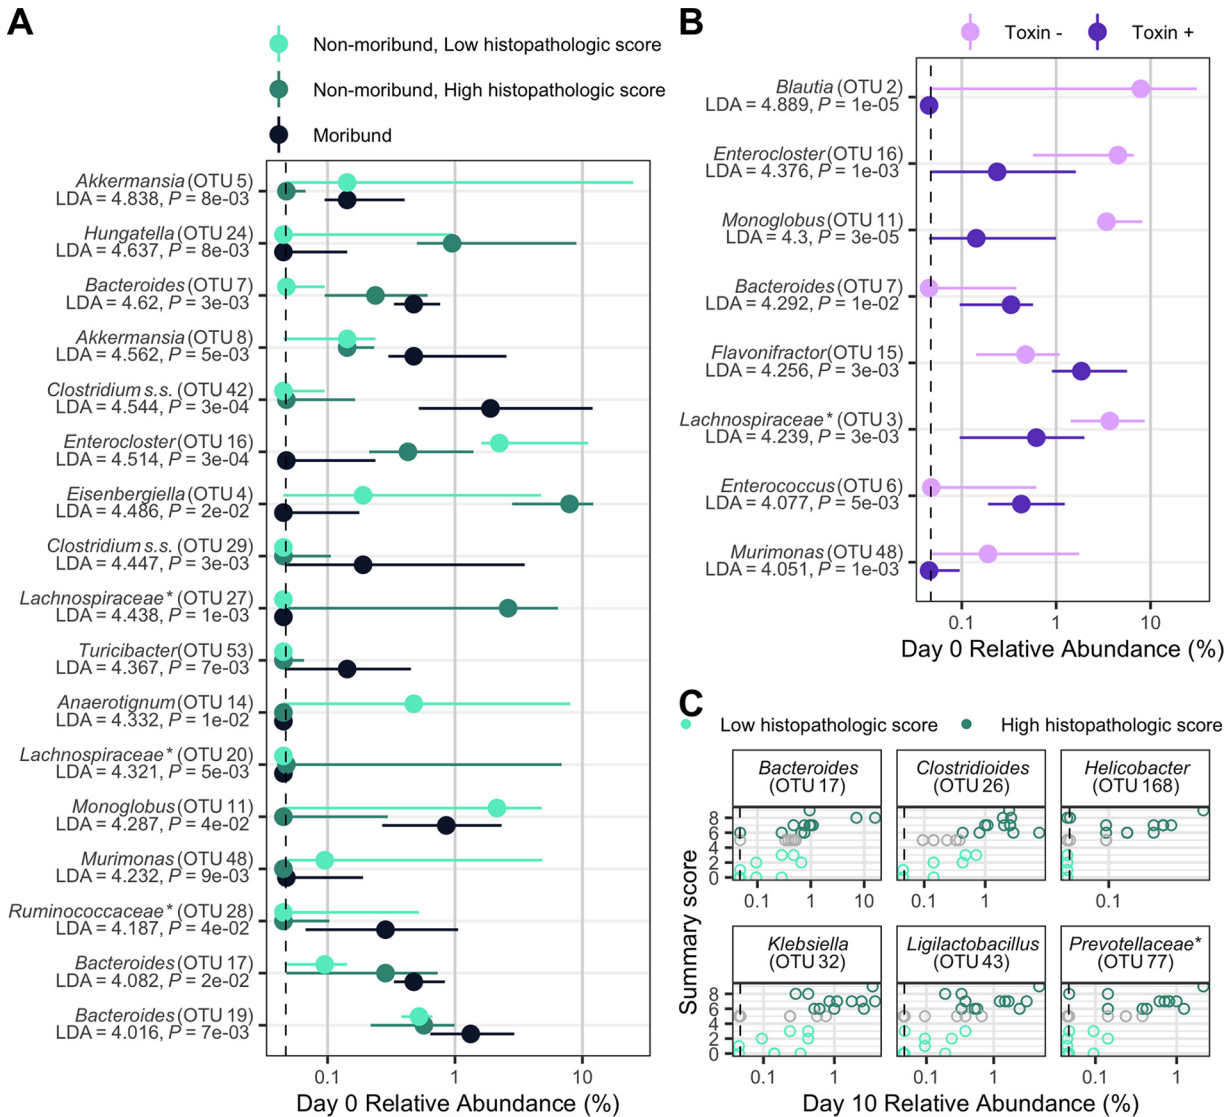 A
Non-moribund, Low histopathologic score
Non-moribund, High histopathologic score
Moribund
Akkermansia (OTU 5)
LDA = 4.838, P = 8e-03
Hungatella (OTU 24)
LDA = 4.637, P = 8e-03
Bacteroides (OTU 7)
LDA = 4.62, P = 3e-03
Akkermansia (OTU 8)
LDA = 4.562, P = 5e-03
Clostridium s.s. (OTU 42)
LDA = 4.544, P = 3e-04
Enterocloster (OTU 16)
LDA = 4.514, P = 3e-04
Eisenbergiella (OTU 4)
LDA = 4.486, P = 2e-02
Clostridium s.s. (OTU 29)
LDA = 4.447, P = 3e-03
Lachnospiraceae* (OTU 27)
LDA = 4.438, P = 1e-03
Turicibacter (OTU 53)
LDA = 4.367, P = 7e-03
Anaerotignum (OTU 14)
LDA = 4.332, P = 1e-02
Lachnospiraceae* (OTU 20)
LDA = 4.321, P = 5e-03
Monoglobus (OTU 11)
LDA = 4.287, P = 4e-02
Murimonas (OTU 48)
LDA = 4.232, P = 9e-03
Ruminococcaceae* (OTU 28)
LDA = 4.187, P = 4e-02
Bacteroides (OTU 17)
LDA = 4.082, P = 2e-02
Bacteroides (OTU 19)
LDA = 4.016, P = 7e-03
0.1 1 10
Day 0 Relative Abundance (%)
B
Toxin - Toxin +
Blautia (OTU 2)
LDA = 4.889, P = 1e-05
Enterocloster (OTU 16)
LDA = 4.376, P = 1e-03
Monoglobus (OTU 11)
LDA = 4.3, P = 3e-05
Bacteroides (OTU 7)
LDA = 4.292, P = 1e-02
Flavonifractor (OTU 15)
LDA = 4.256, P = 3e-03
Lachnospiraceae* (OTU 3)
LDA = 4.239, P = 3e-03
Enterococcus (OTU 6)
LDA = 4.077, P = 5e-03
Murimonas (OTU 48)
LDA = 4.051, P = 1e-03
0.1 1 10
Day 0 Relative Abundance (%)
C
Low histopathologic score High histopathologic score
Summary score
Bacteroides
(OTU 17)
Clostridioides
(OTU 26)
Helicobacter
(OTU 168)
8
6
4
2
0
0.1 1 10
0.1 1
0.1
Klebsiella
(OTU 32)
Ligilactobacillus
(OTU 43)
Prevotellaceae*
(OTU 77)
8
6
4
2
0
0.1 1
0.1 1
0.1 1
Day 10 Relative Abundance (%)